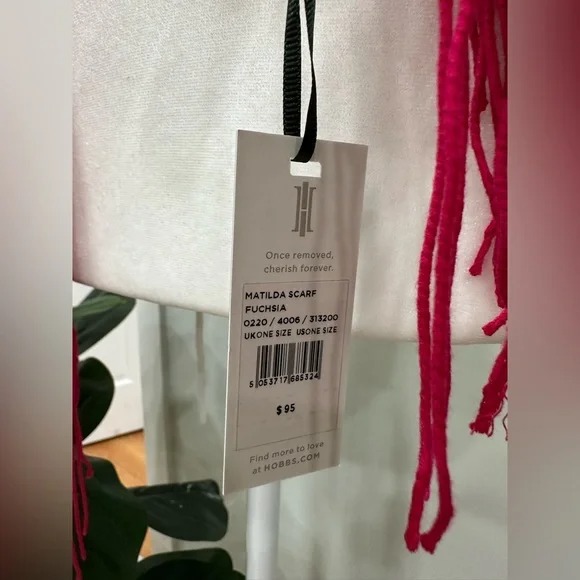 Once removed,
cherish forever.
MATILDA SCARF
FUCHSIA
0220 / 4006 / 313200
UKONE SIZE USONE SIZE
5 053717 685324
$95
Find more to love
at HOBBS.COM